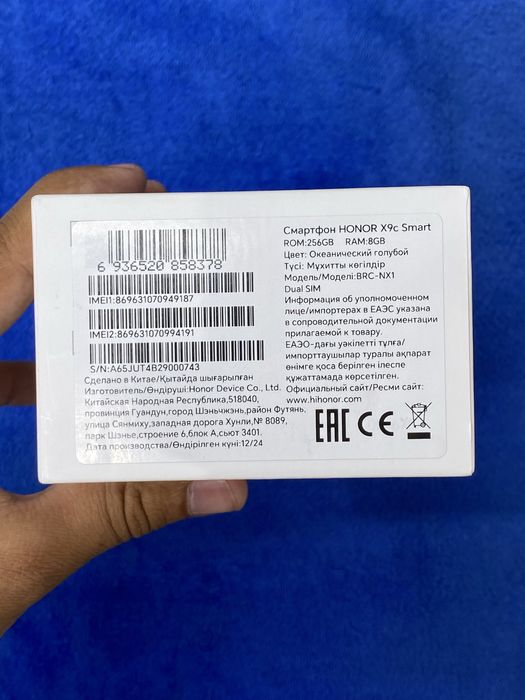 6 936520 858378
IMEI1:869631070949187
IMEI2:869631070994191
S/N:A65JUT4B29000743
Сделано в Китае/Қытайда шығарылған
Изготовитель/Өндіруші:Honor Device Co., Ltd.
Китайская Народная Республика,518040,
провинция Гуандун,город Шэньчжэнь,район Футянь,
улица Сянмиху,западная дорога Хунли,№ 8089,
парк Шэнье,строение 6,блок А,сьют 3401.
Дата производства/Өндірілген күні:12/24
Смартфон HONOR X9c Smart
ROM:256GB RAM:8GB
Цвет: Океанический голубой
Түсі: Мұхитты көгілдір
Модель/Моделі:BRC-NX1
Dual SIM
Информация об уполномоченном
лице/импортерах в ЕАЭС указана
в сопроводительной документации
прилагаемой к товару.
ЕАЭО-дағы уәкілетті тұлға/
импорттаушылар туралы ақпарат
өнімге қоса берілген ілеспе
құжаттамада көрсетілген.
Официальный сайт/Ресми сайт:
www.hihonor.com
EAC CE